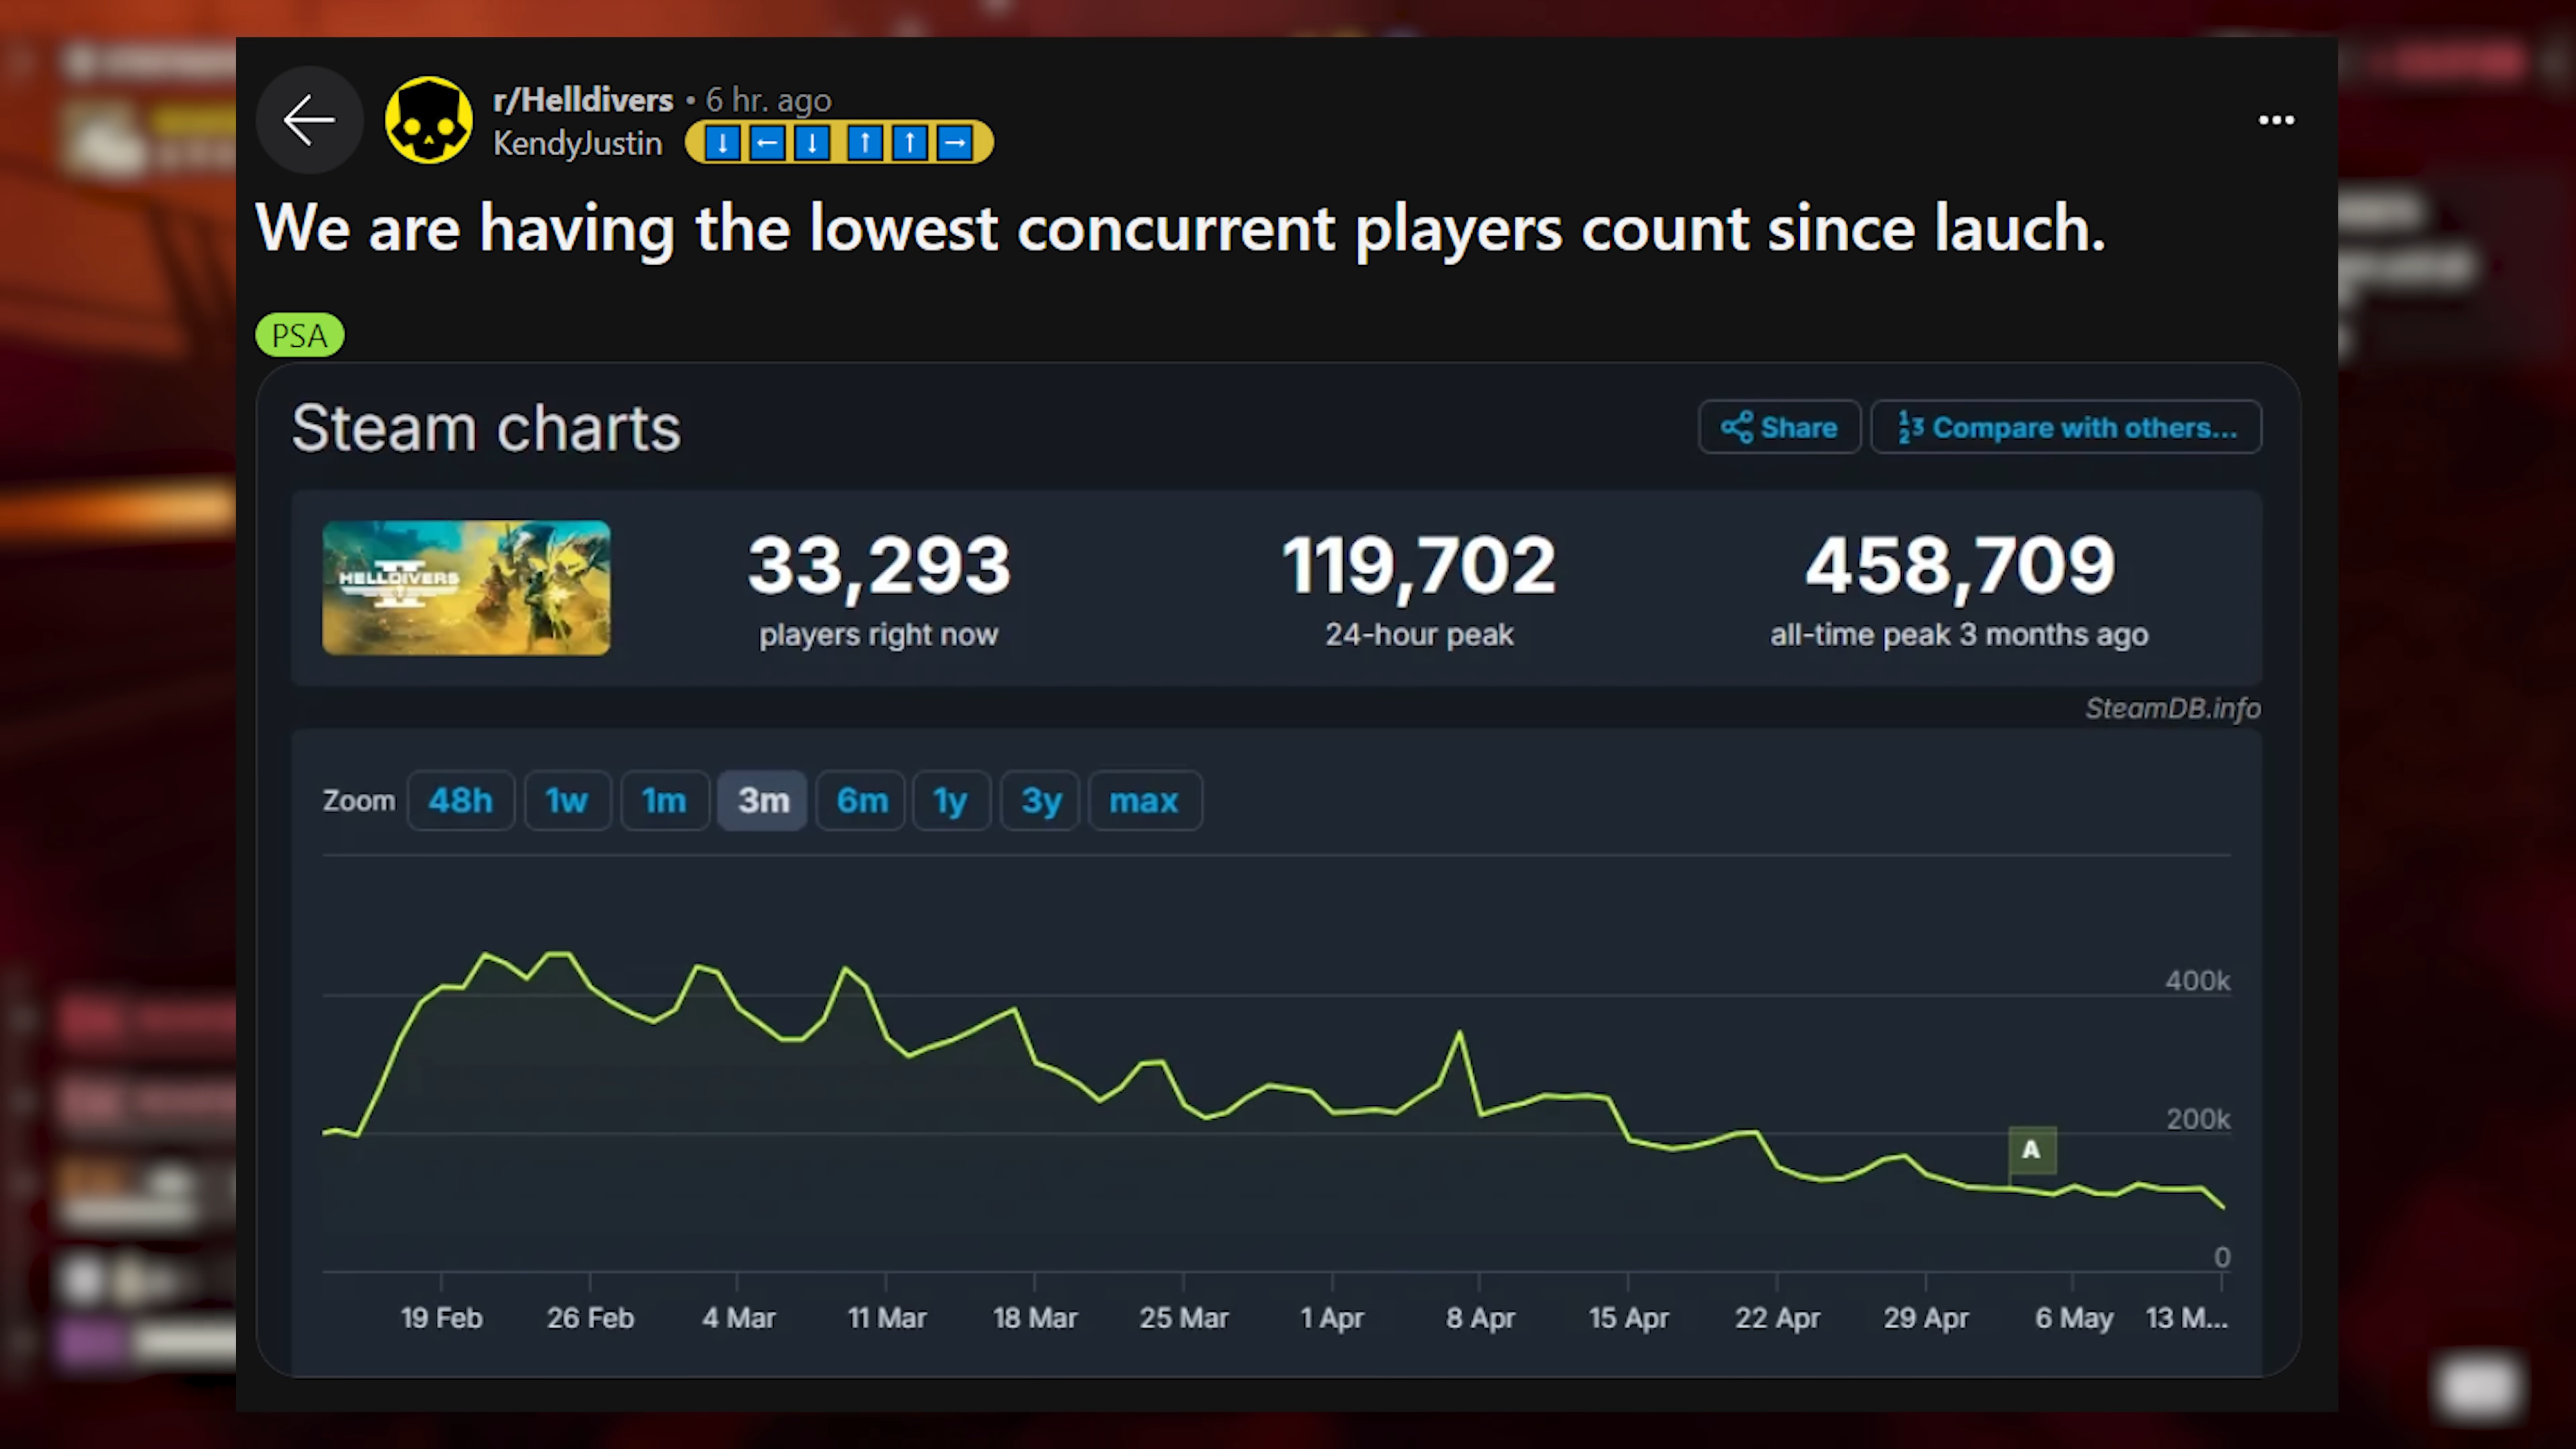 r/Helldivers • 6 hr. ago
KendyJustin ↓ ← ↓ ↑ ↑ →
We are having the lowest concurrent players count since lauch.
PSA
Steam charts
Share
Compare with others...
HELLDIVERS II
33,293
players right now
119,702
24-hour peak
458,709
all-time peak 3 months ago
SteamDB.info
Zoom 48h 1w 1m 3m 6m 1y 3y max
400k
200k
A
0
19 Feb 26 Feb 4 Mar 11 Mar 18 Mar 25 Mar 1 Apr 8 Apr 15 Apr 22 Apr 29 Apr 6 May 13 M...